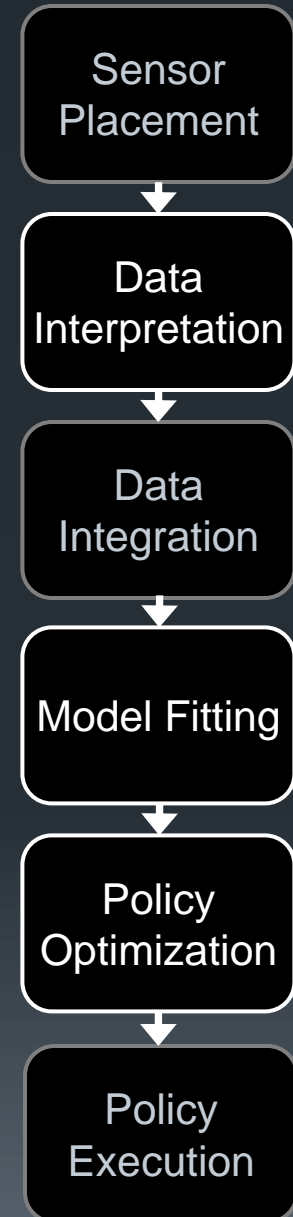 Sensor
Placement
Data
Interpretation
Data
Integration
Model Fitting
Policy
Optimization
Policy
Execution